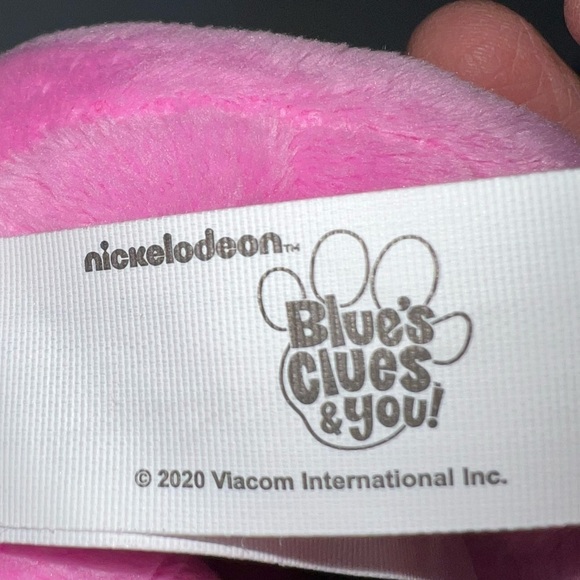 nickelodeon™
Blue's
Clues
& you!
© 2020 Viacom International Inc.